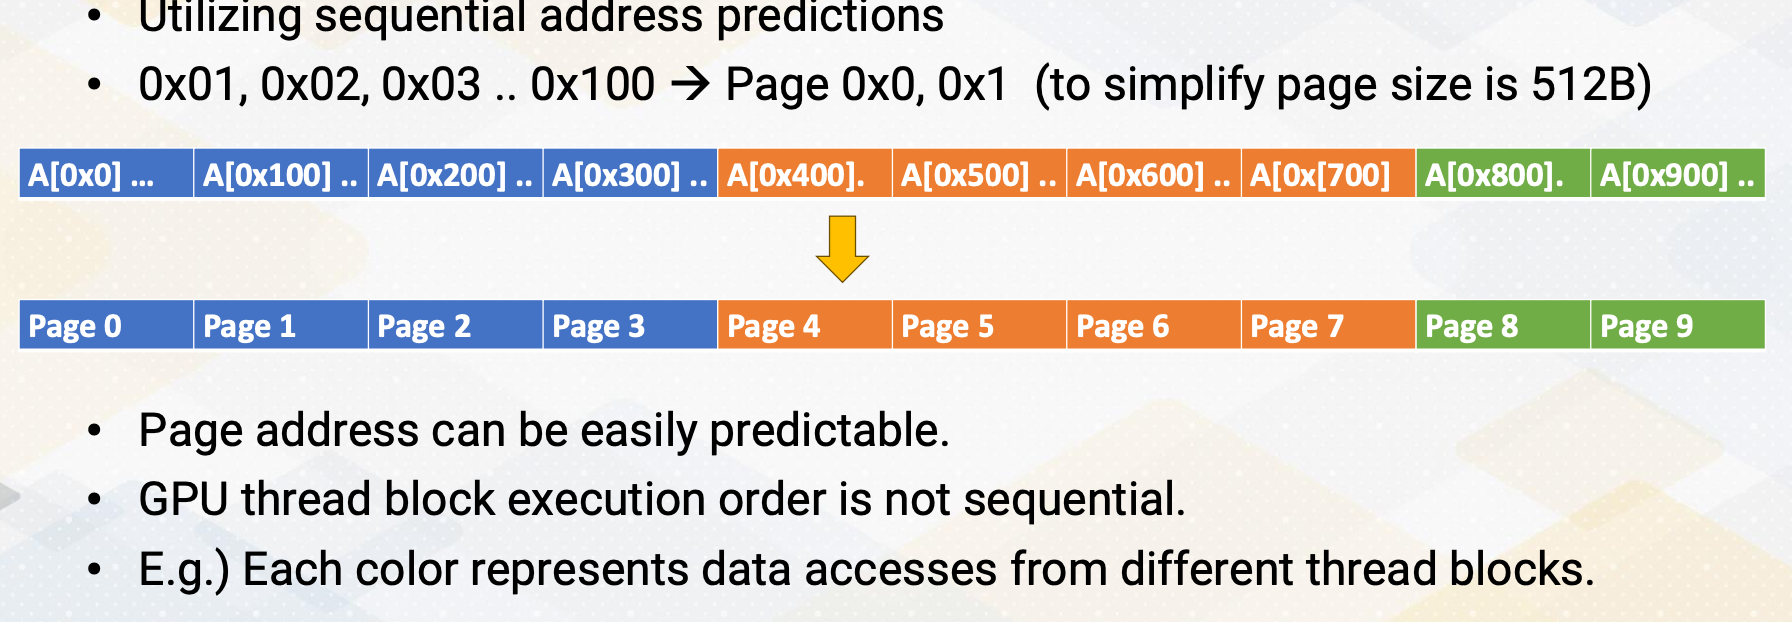 • Utilizing sequential address predictions
• 0x01, 0x02, 0x03 .. 0x100 → Page 0x0, 0x1 (to simplify page size is 512B)
A[0x0] ... A[0x100] .. A[0x200] .. A[0x300] .. A[0x400]. A[0x500] .. A[0x600] .. A[0x[700] A[0x800]. A[0x900] ..
Page 0 Page 1 Page 2 Page 3 Page 4 Page 5 Page 6 Page 7 Page 8 Page 9
• Page address can be easily predictable.
• GPU thread block execution order is not sequential.
• E.g.) Each color represents data accesses from different thread blocks.